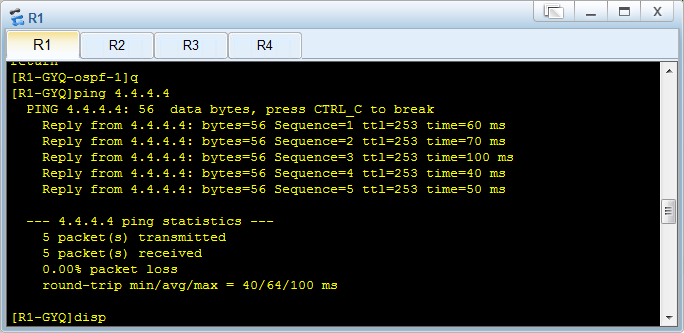 R1
R1 R2 R3 R4
return
[R1-GYQ-ospf-1]q
[R1-GYQ]ping 4.4.4.4
PING 4.4.4.4: 56  data bytes, press CTRL_C to break
Reply from 4.4.4.4: bytes=56 Sequence=1 ttl=253 time=60 ms
Reply from 4.4.4.4: bytes=56 Sequence=2 ttl=253 time=70 ms
Reply from 4.4.4.4: bytes=56 Sequence=3 ttl=253 time=100 ms
Reply from 4.4.4.4: bytes=56 Sequence=4 ttl=253 time=40 ms
Reply from 4.4.4.4: bytes=56 Sequence=5 ttl=253 time=50 ms
--- 4.4.4.4 ping statistics ---
5 packet(s) transmitted
5 packet(s) received
0.00% packet loss
round-trip min/avg/max = 40/64/100 ms
[R1-GYQ]disp